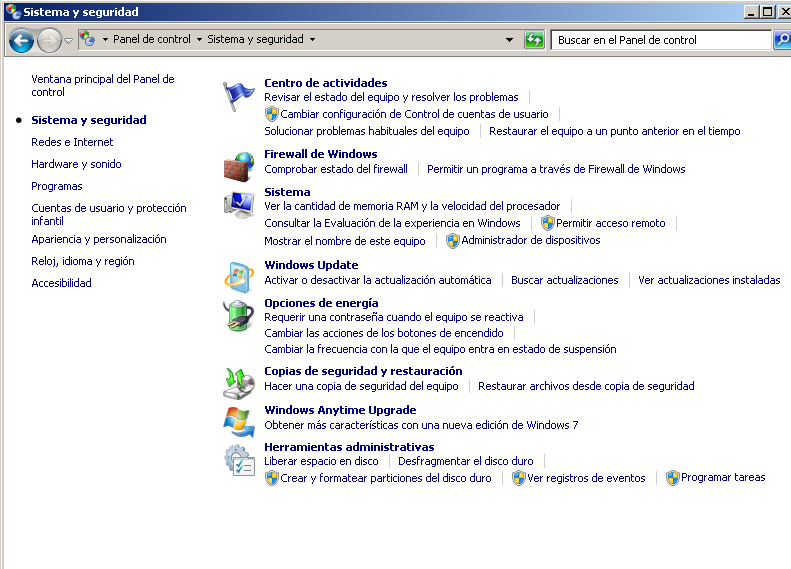 Sistema y seguridad
Panel de control Sistema y seguridad Buscar en el Panel de control
Ventana principal del Panel de
control
Sistema y seguridad
Redes e Internet
Hardware y sonido
Programas
Cuentas de usuario y protección
infantil
Apariencia y personalización
Reloj, idioma y región
Accesibilidad
Centro de actividades
Revisar el estado del equipo y resolver los problemas
Cambiar configuración de Control de cuentas de usuario
Solucionar problemas habituales del equipo Restaurar el equipo a un punto anterior en el tiempo
Firewall de Windows
Comprobar estado del firewall Permitir un programa a través de Firewall de Windows
Sistema
Ver la cantidad de memoria RAM y la velocidad del procesador
Consultar la Evaluación de la experiencia en Windows Permitir acceso remoto
Mostrar el nombre de este equipo Administrador de dispositivos
Windows Update
Activar o desactivar la actualización automática Buscar actualizaciones Ver actualizaciones instaladas
Opciones de energía
Requerir una contraseña cuando el equipo se reactiva
Cambiar las acciones de los botones de encendido
Cambiar la frecuencia con la que el equipo entra en estado de suspensión
Copias de seguridad y restauración
Hacer una copia de seguridad del equipo Restaurar archivos desde copia de seguridad
Windows Anytime Upgrade
Obtener más características con una nueva edición de Windows 7
Herramientas administrativas
Liberar espacio en disco Desfragmentar el disco duro
Crear y formatear particiones del disco duro Ver registros de eventos Programar tareas